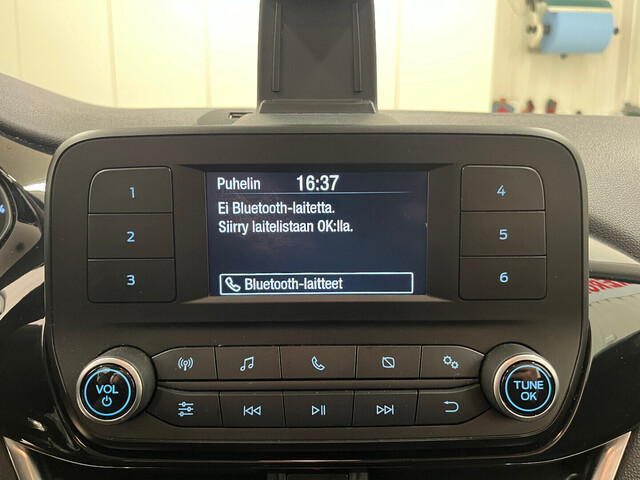 Puhelin 16:37
Ei Bluetooth-laitetta.
Siirry laitelistaan OK:lla.
Bluetooth-laitteet
1
2
3
4
5
6
VOL
TUNE
OK